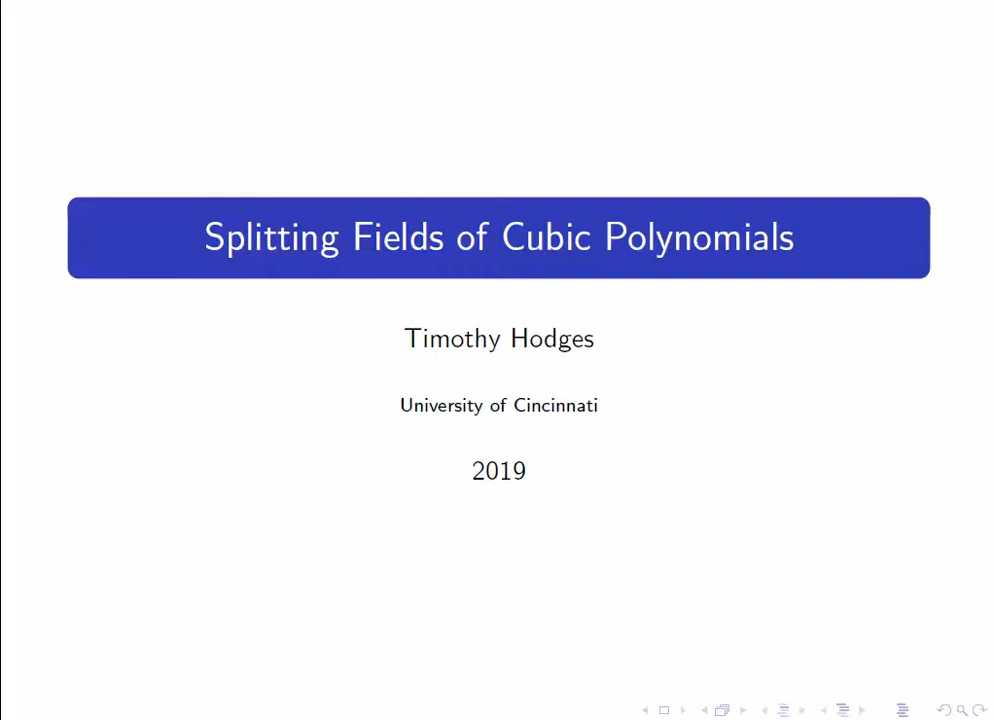 Splitting Fields of Cubic Polynomials
Timothy Hodges
University of Cincinnati
2019